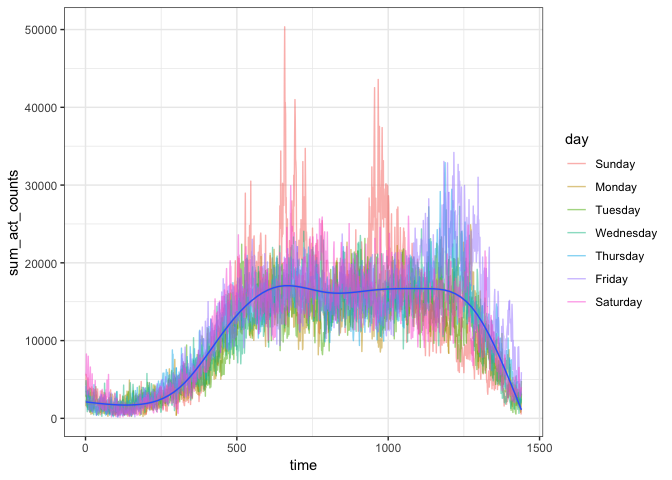 50000
40000
30000
20000
10000
0
sum_act_counts
0
500
1000
1500
time
day
Sunday
Monday
Tuesday
Wednesday
Thursday
Friday
Saturday